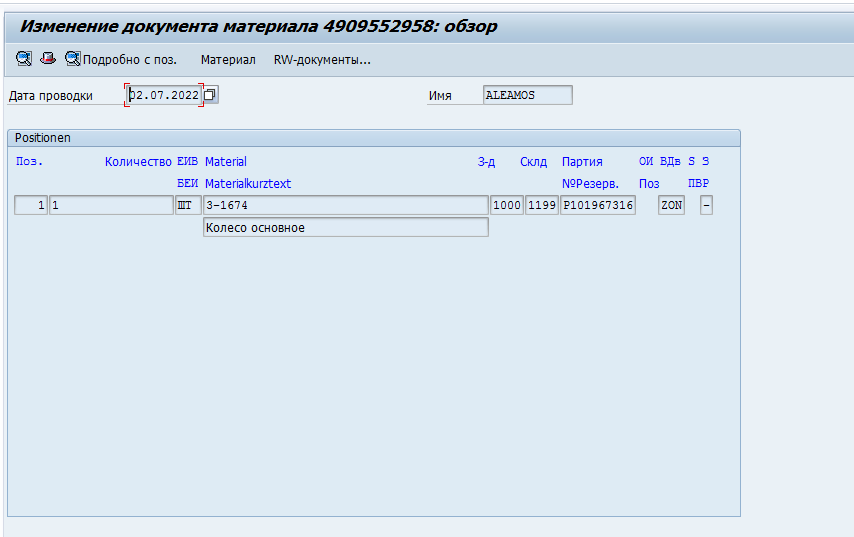 Изменение документа материала 4909552958: обзор
Подробно с поз. Материал RW-документы...
Дата проводки 02.07.2022 Имя ALEAMOS
Positionen
Поз. Количество ЕИВ Material З-д Склд Партия ОИ ВДв S З
БЕИ Materialkurztext №Резерв. Поз ПВР
1 1 ШТ 3-1674 1000 1199 P101967316 ZON -
Колесо основное